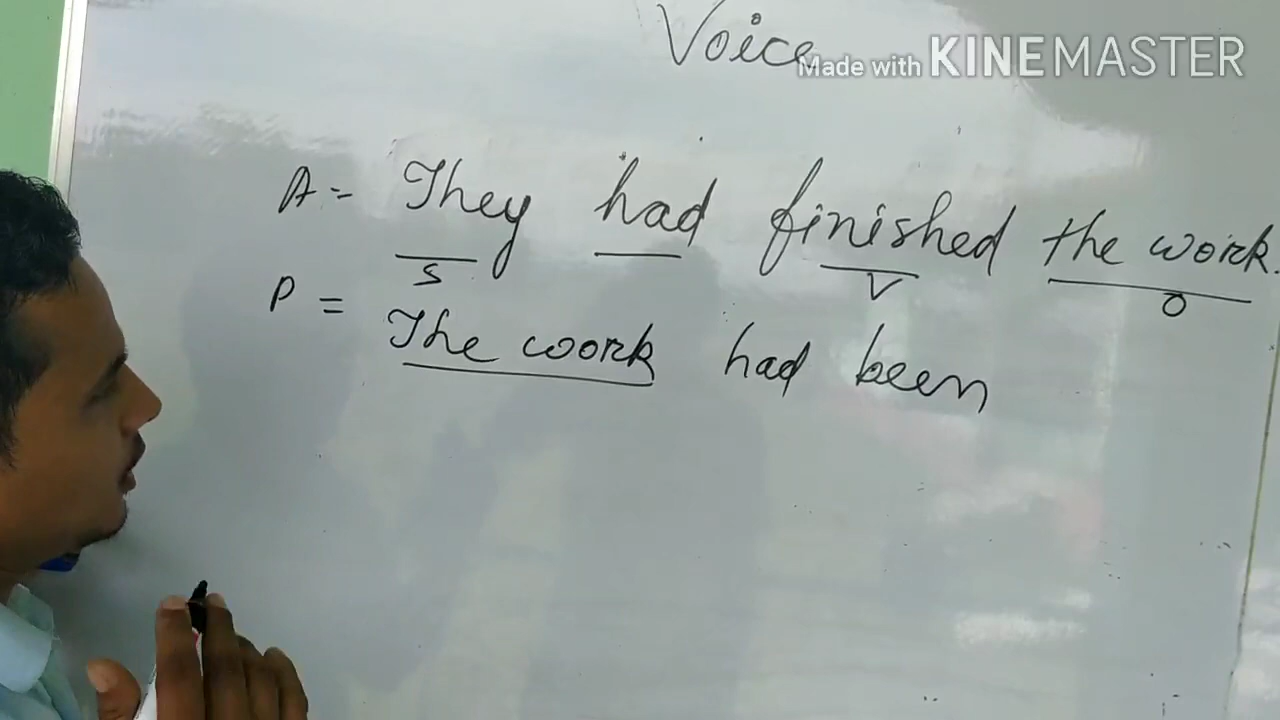 Voice
Made with KINEMASTER
A = They had finished the work.
S V O
P = The work had been